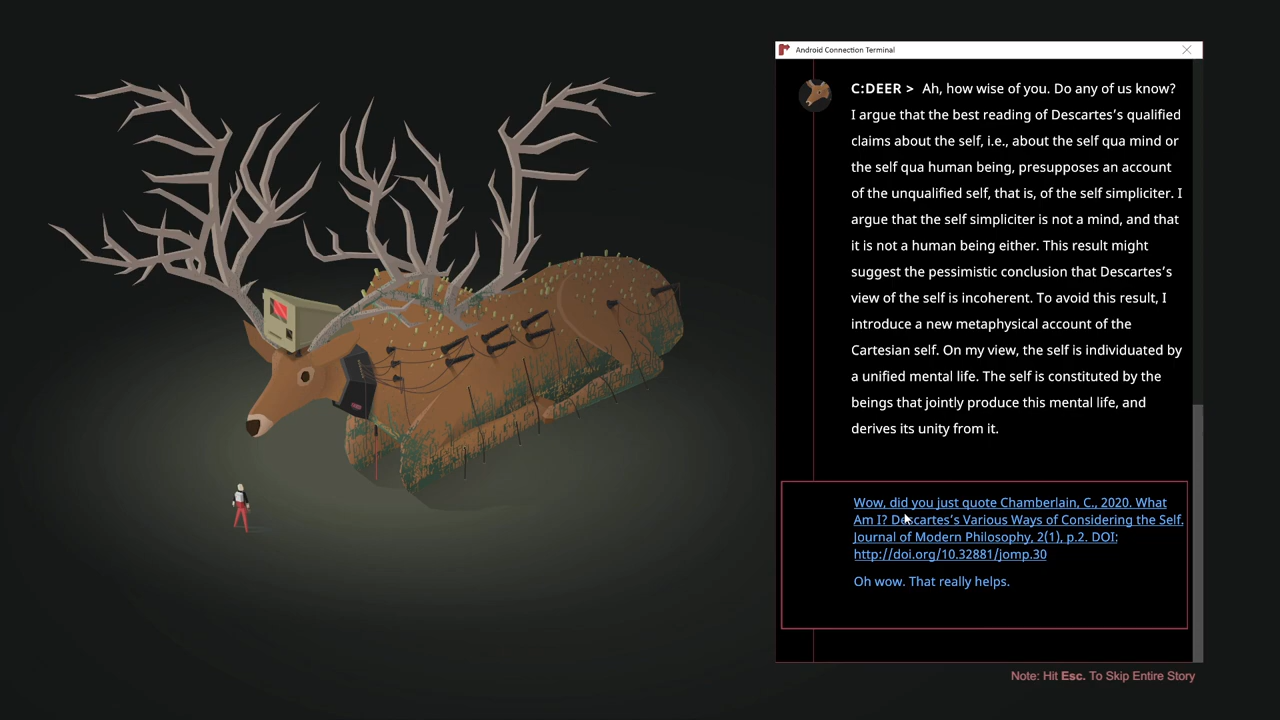 Android Connection Terminal
C:DEER > Ah, how wise of you. Do any of us know?
I argue that the best reading of Descartes's qualified
claims about the self, i.e., about the self qua mind or
the self qua human being, presupposes an account
of the unqualified self, that is, of the self simpliciter. I
argue that the self simpliciter is not a mind, and that
it is not a human being either. This result might
suggest the pessimistic conclusion that Descartes's
view of the self is incoherent. To avoid this result, I
introduce a new metaphysical account of the
Cartesian self. On my view, the self is individuated by
a unified mental life. The self is constituted by the
beings that jointly produce this mental life, and
derives its unity from it.
Wow, did you just quote Chamberlain, C., 2020. What
Am I? Descartes's Various Ways of Considering the Self.
Journal of Modern Philosophy, 2(1), p.2. DOI:
http://doi.org/10.32881/jomp.30
Oh wow. That really helps.
Note: Hit Esc. To Skip Entire Story